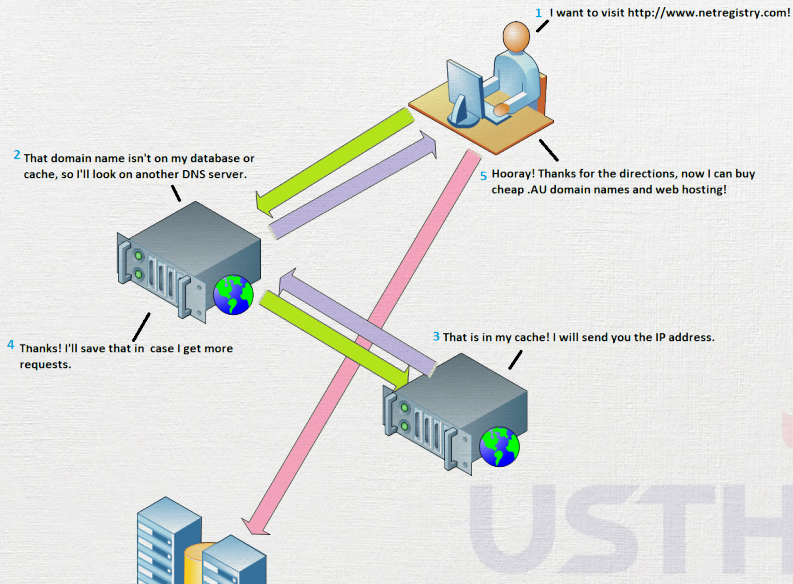 1 I want to visit http://www.netregistry.com!
2 That domain name isn't on my database or
cache, so I'll look on another DNS server.
5 Hooray! Thanks for the directions, now I can buy
cheap .AU domain names and web hosting!
3 That is in my cache! I will send you the IP address.
4 Thanks! I'll save that in case I get more
requests.
USTH